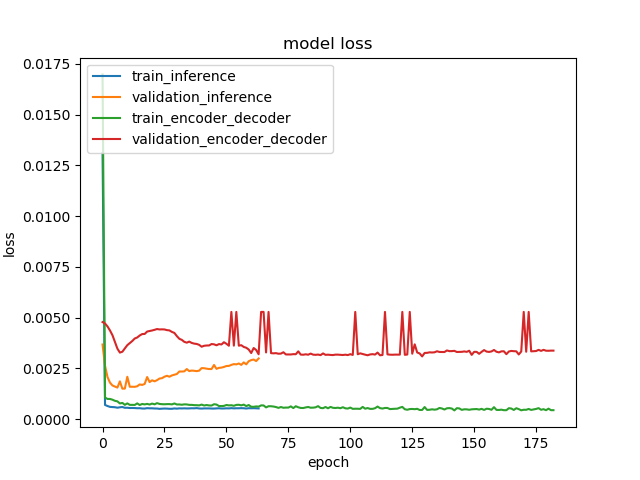 model loss
train_inference
validation_inference
train_encoder_decoder
validation_encoder_decoder
0.0175
0.0150
0.0125
0.0100
0.0075
0.0050
0.0025
0.0000
loss
0 25 50 75 100 125 150 175
epoch